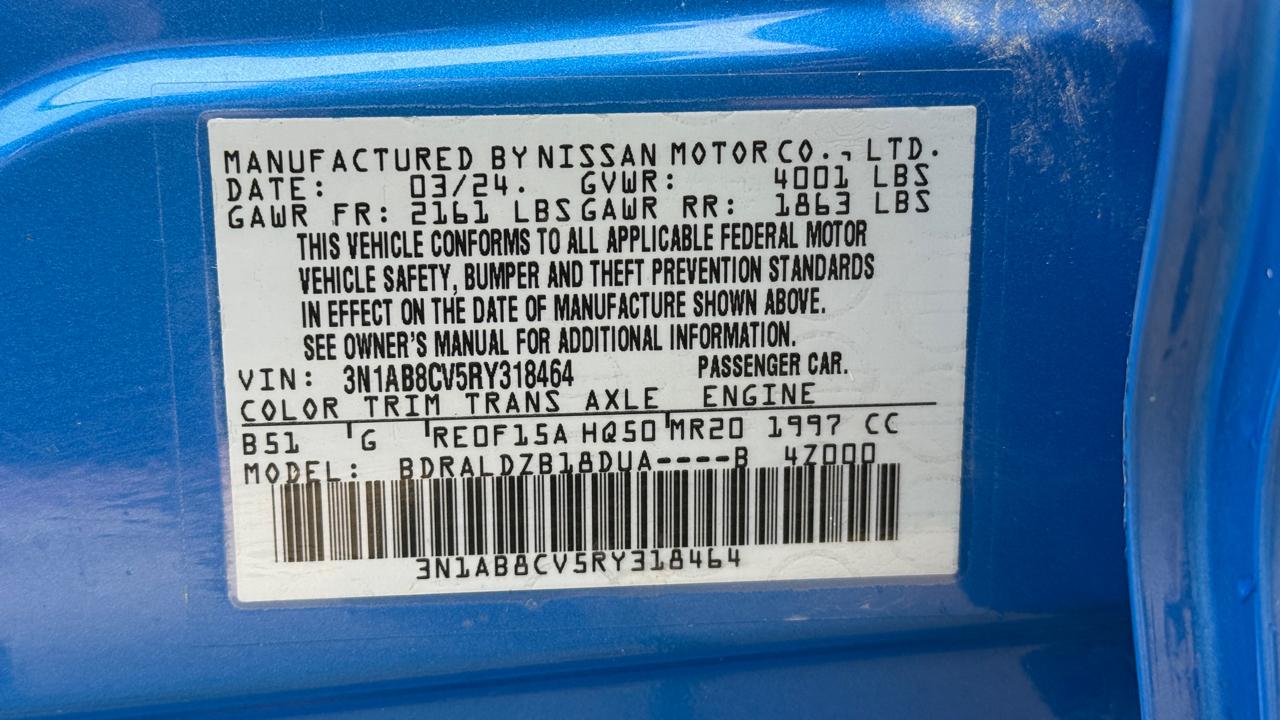 MANUFACTURED BY NISSAN MOTOR CO., LTD.
DATE: 03/24. GVWR: 4001 LBS
GAWR FR: 2161 LBS GAWR RR: 1863 LBS
THIS VEHICLE CONFORMS TO ALL APPLICABLE FEDERAL MOTOR
VEHICLE SAFETY, BUMPER AND THEFT PREVENTION STANDARDS
IN EFFECT ON THE DATE OF MANUFACTURE SHOWN ABOVE.
SEE OWNER'S MANUAL FOR ADDITIONAL INFORMATION.
VIN: 3N1AB8CV5RY318464 PASSENGER CAR.
COLOR TRIM TRANS AXLE ENGINE
B51 G RE0F15A HQ50 MR20 1997 CC
MODEL: BDRALDZB18DUA----B 4Z000
3N1AB8CV5RY318464